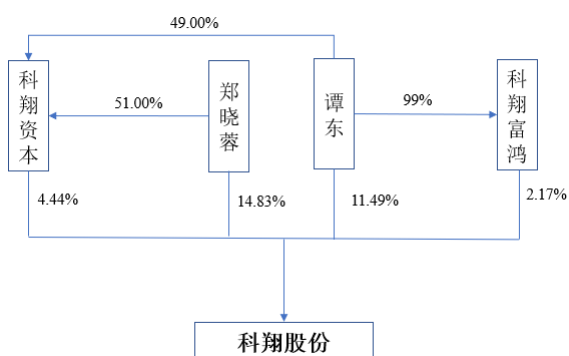 49.00%
科翔资本
郑晓蓉
谭东
科翔富鸿
51.00%
99%
4.44%
14.83%
11.49%
2.17%
科翔股份